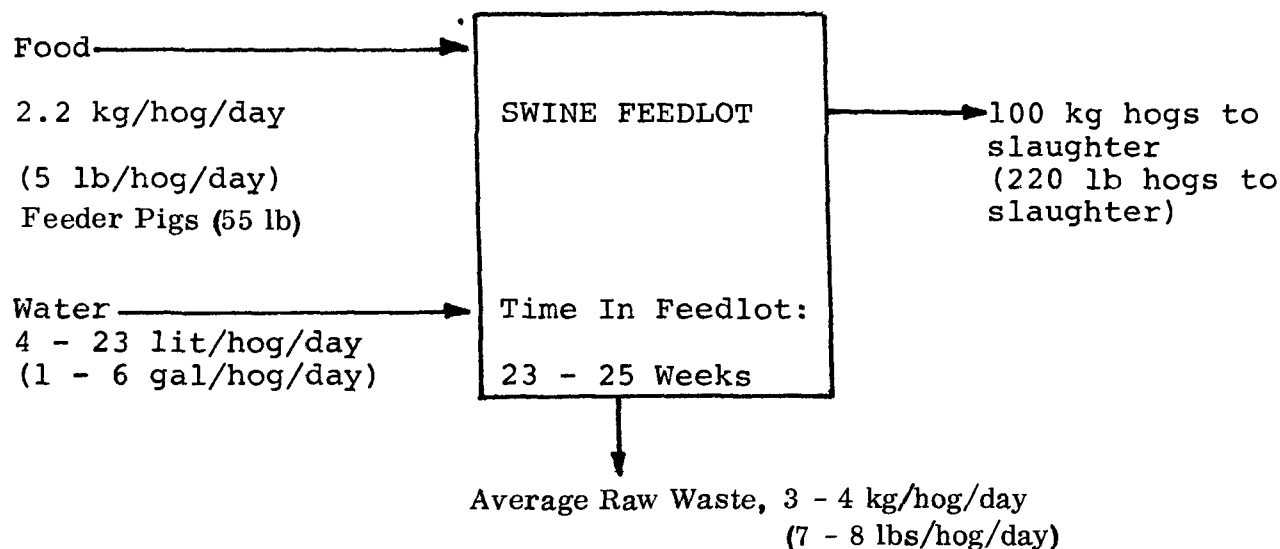 Food
2.2 kg/hog/day
(5 lb/hog/day)
Feeder Pigs (55 lb)
Water
4 - 23 lit/hog/day
(1 - 6 gal/hog/day)
SWINE FEEDLOT
Time In Feedlot:
23 - 25 Weeks
100 kg hogs to
slaughter
(220 lb hogs to
slaughter)
Average Raw Waste, 3 - 4 kg/hog/day
(7 - 8 lbs/hog/day)